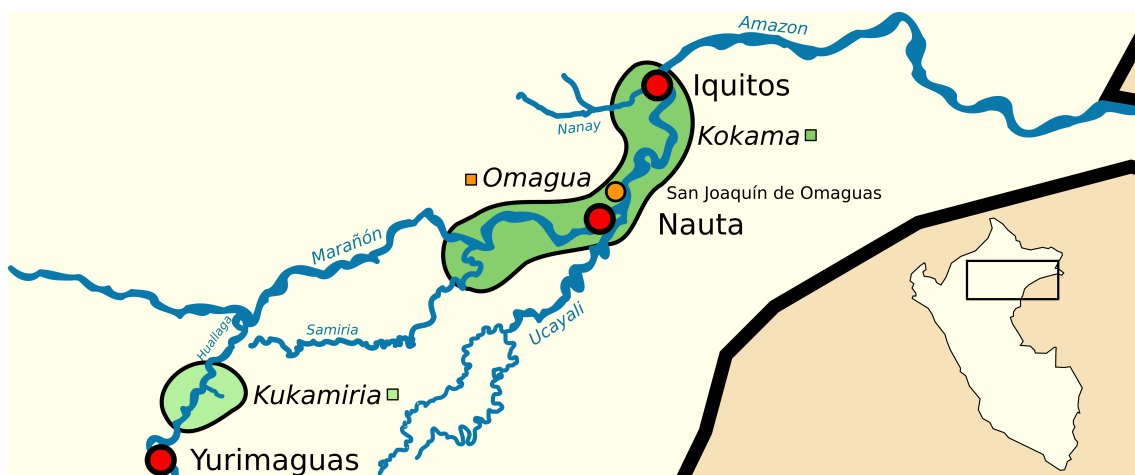 Amazon
Iquitos
Nanay
Kokama
Omagua
San Joaquín de Omaguas
Nauta
Marañón
Huallaga
Samiria
Ucayali
Kukamiria
Yurimaguas